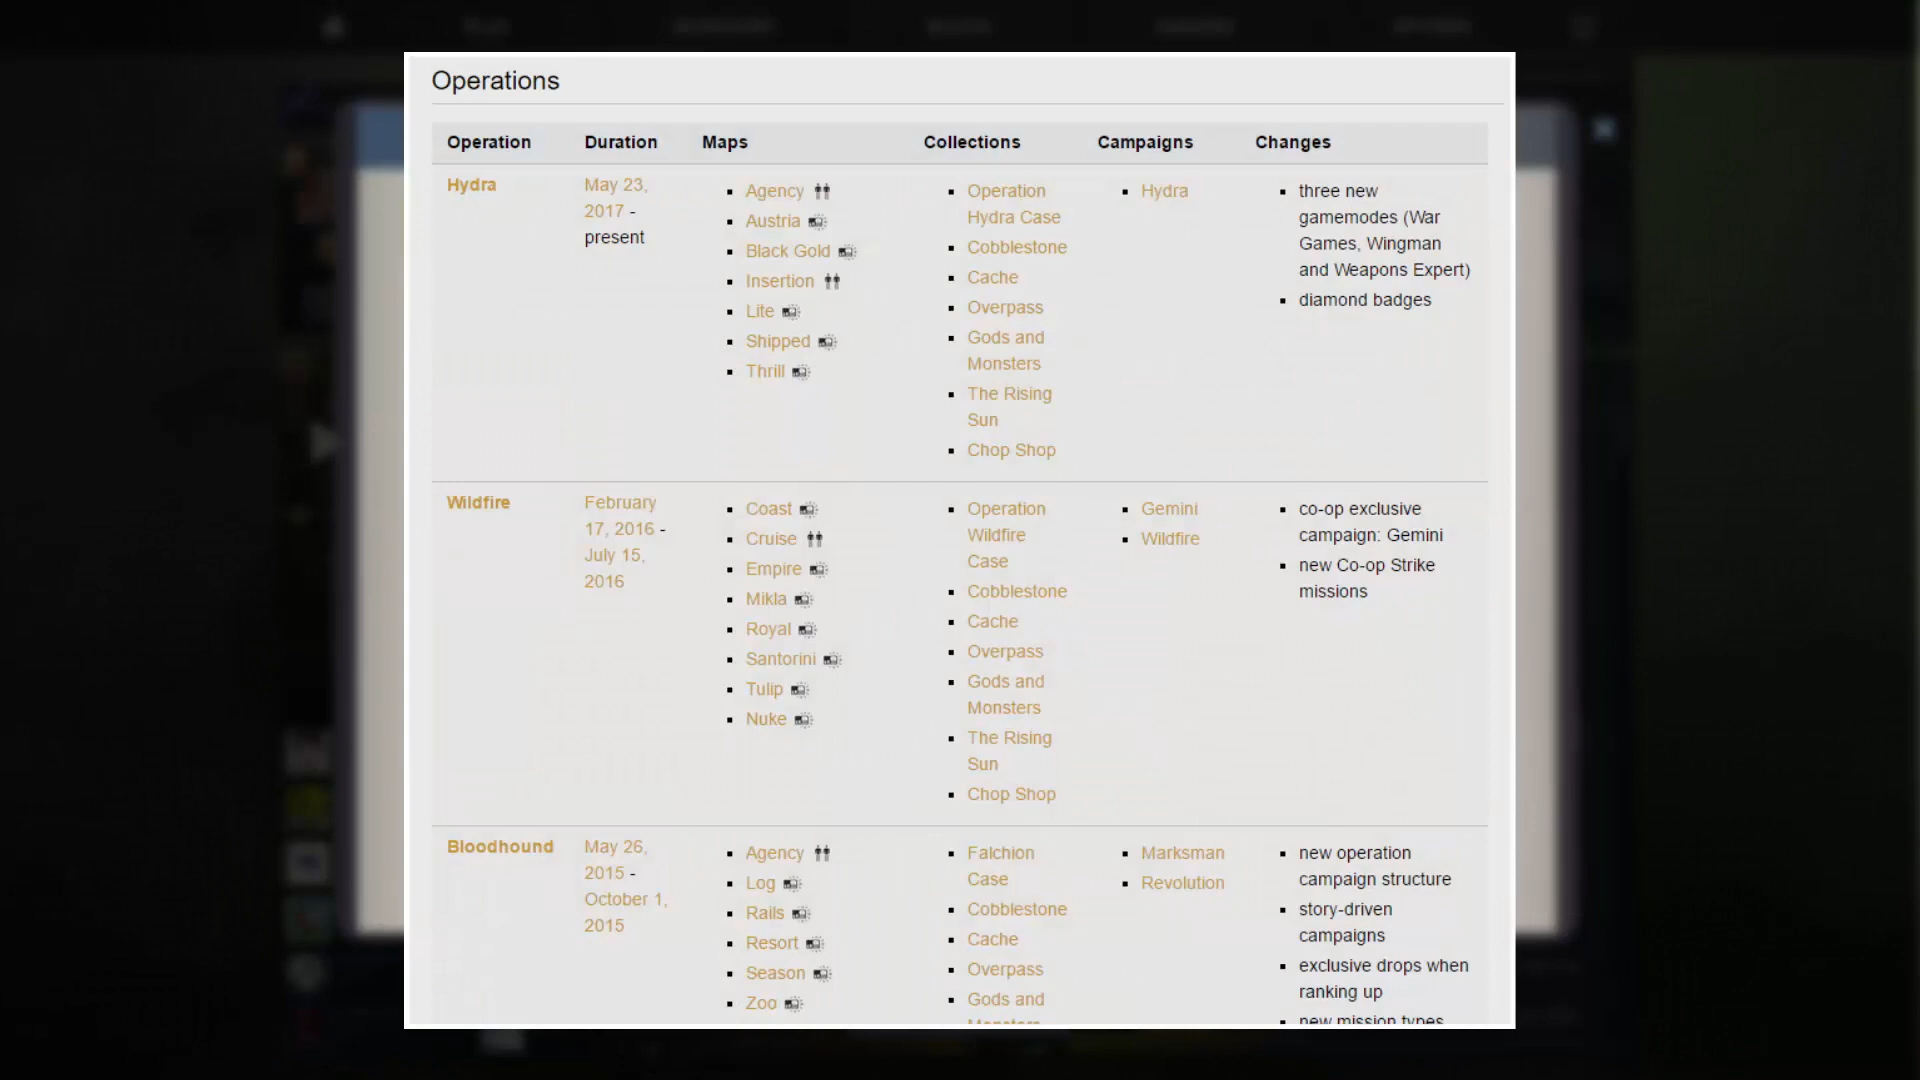 Operations
Operation Duration Maps Collections Campaigns Changes
Hydra
May 23,
2017 -
present
Agency
Austria
Black Gold
Insertion
Lite
Shipped
Thrill
Operation
Hydra Case
Cobblestone
Cache
Overpass
Gods and
Monsters
The Rising
Sun
Chop Shop
Hydra
three new
gamemodes (War
Games, Wingman
and Weapons Expert)
diamond badges
Wildfire
February
17, 2016 -
July 15,
2016
Coast
Cruise
Empire
Mikla
Royal
Santorini
Tulip
Nuke
Operation
Wildfire
Case
Cobblestone
Cache
Overpass
Gods and
Monsters
The Rising
Sun
Chop Shop
Gemini
Wildfire
co-op exclusive
campaign: Gemini
new Co-op Strike
missions
Bloodhound
May 26,
2015 -
October 1,
2015
Agency
Log
Rails
Resort
Season
Zoo
Falchion
Case
Cobblestone
Cache
Overpass
Gods and
Monsters
Marksman
Revolution
new operation
campaign structure
story-driven
campaigns
exclusive drops when
ranking up
new mission types